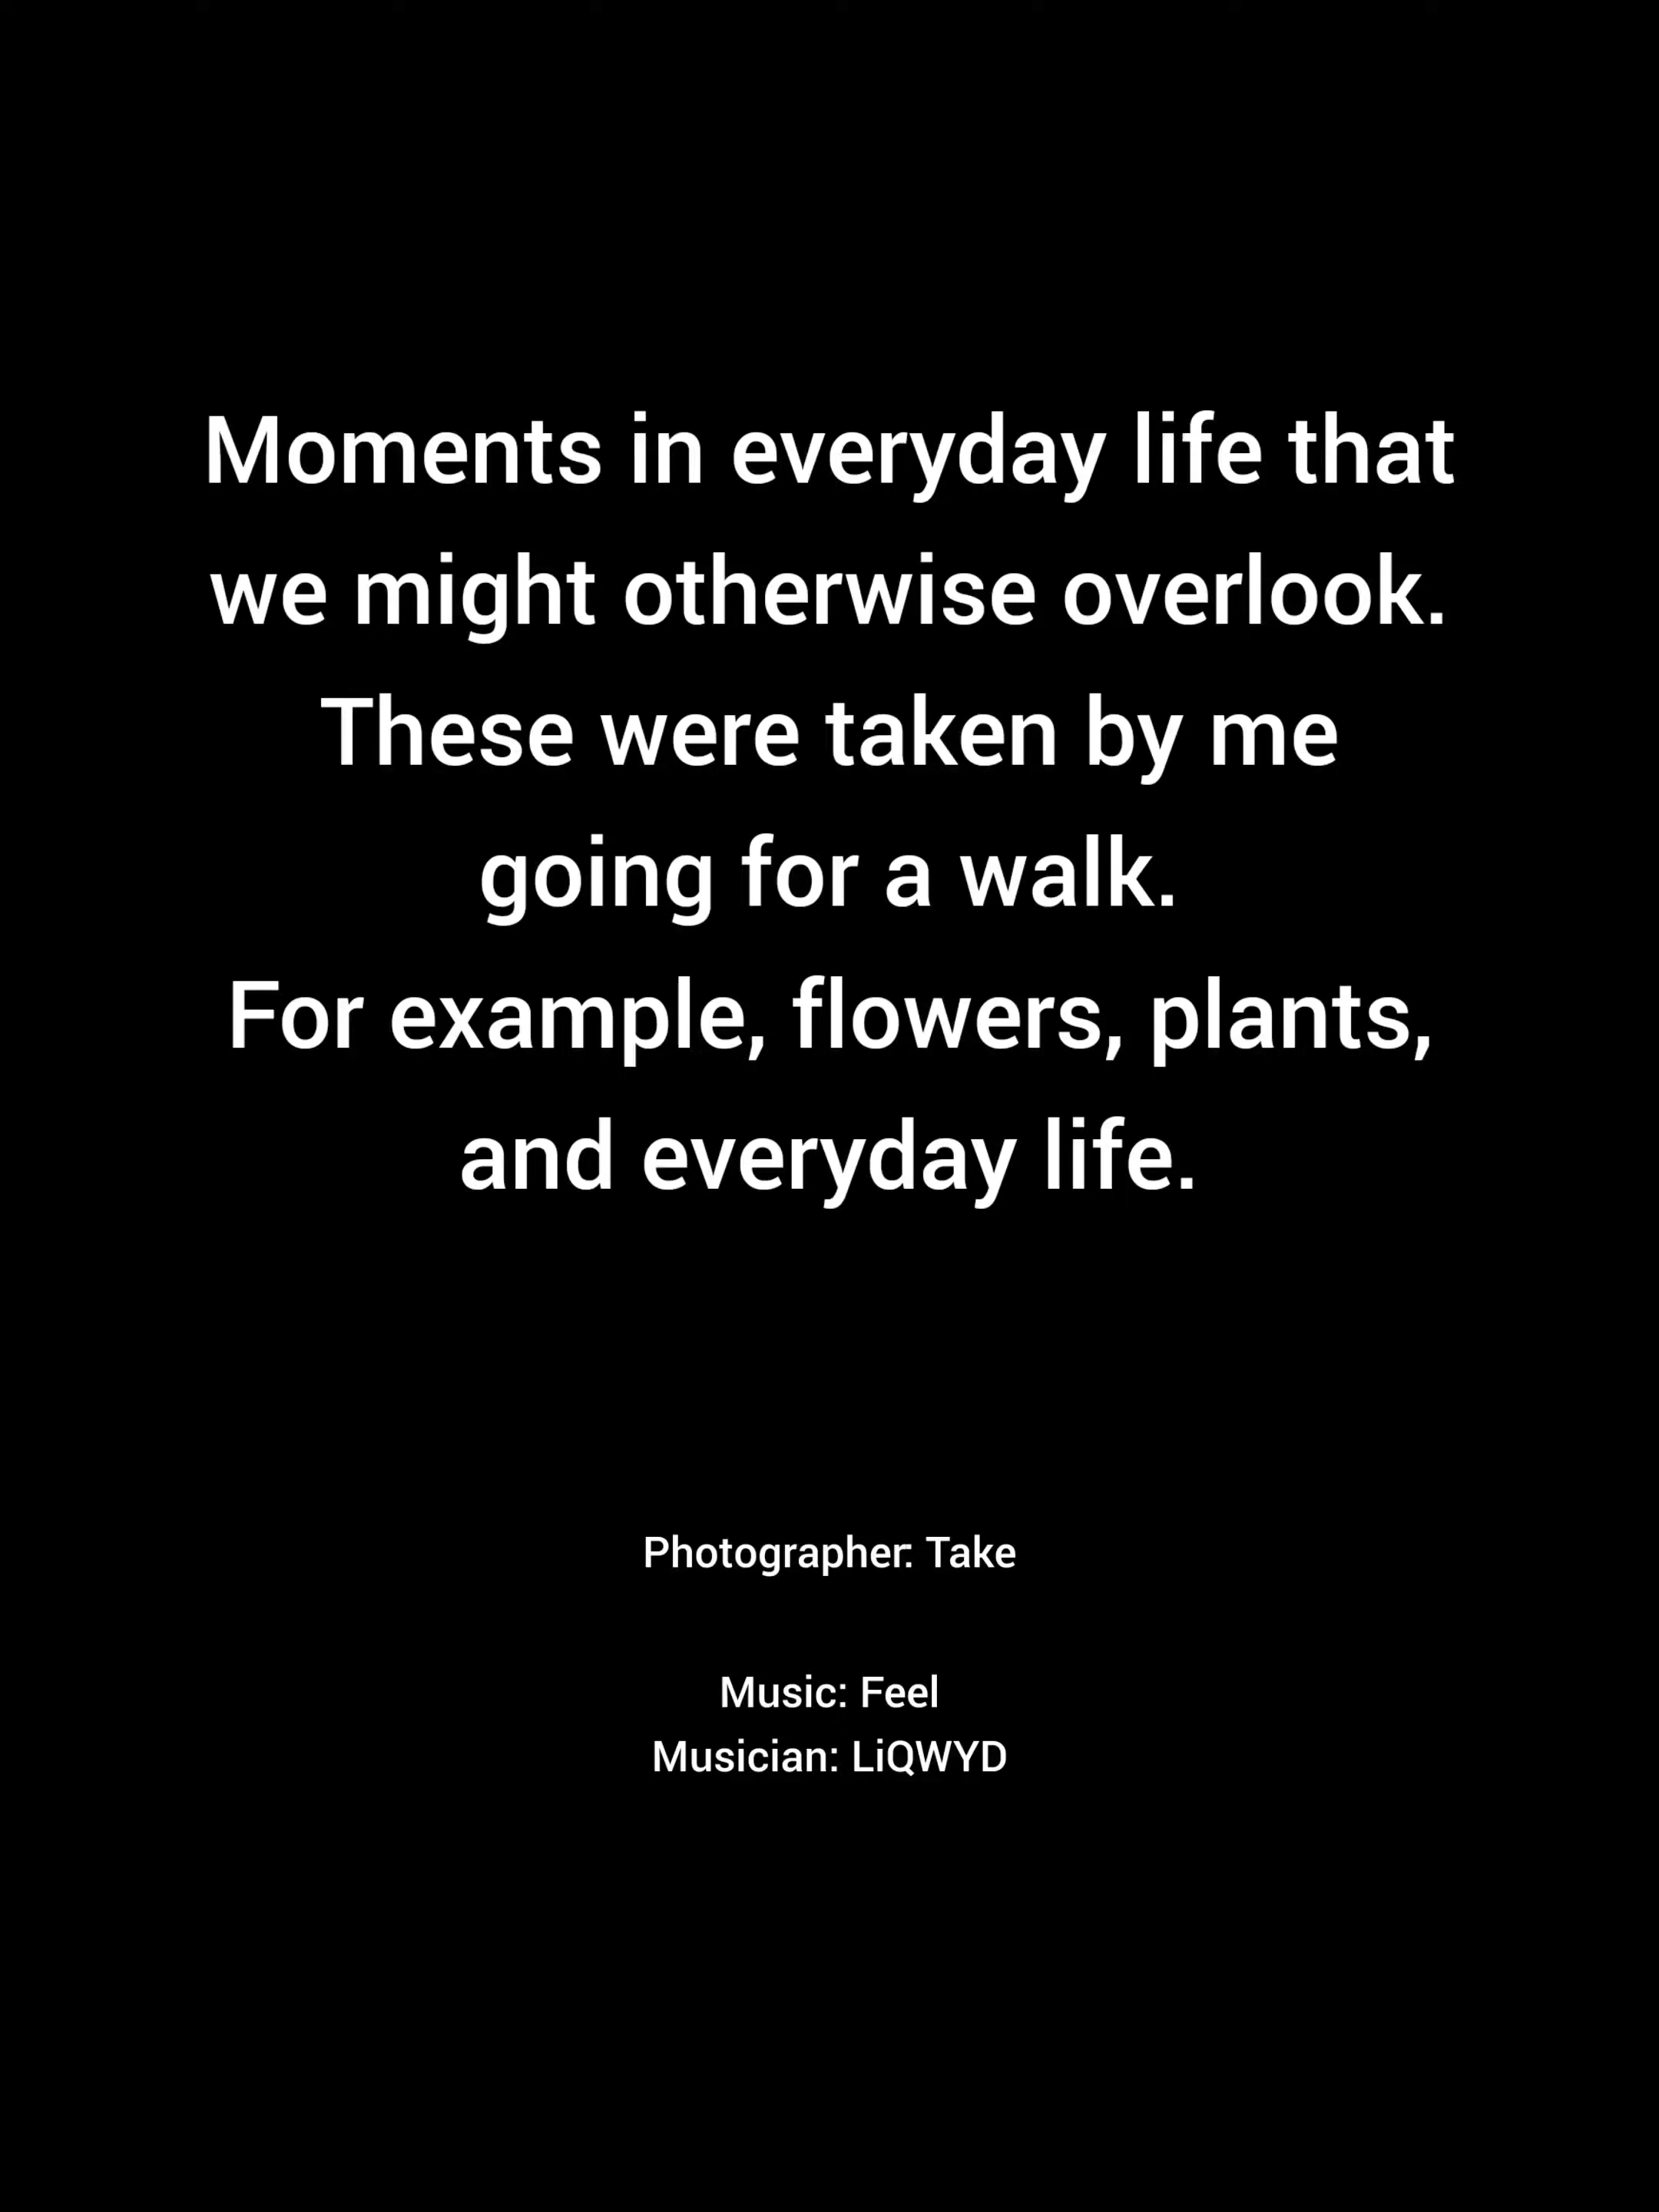 Moments in everyday life that
we might otherwise overlook.
These were taken by me
going for a walk.
For example, flowers, plants,
and everyday life.
Photographer: Take
Music: Feel
Musician: LiQWYD